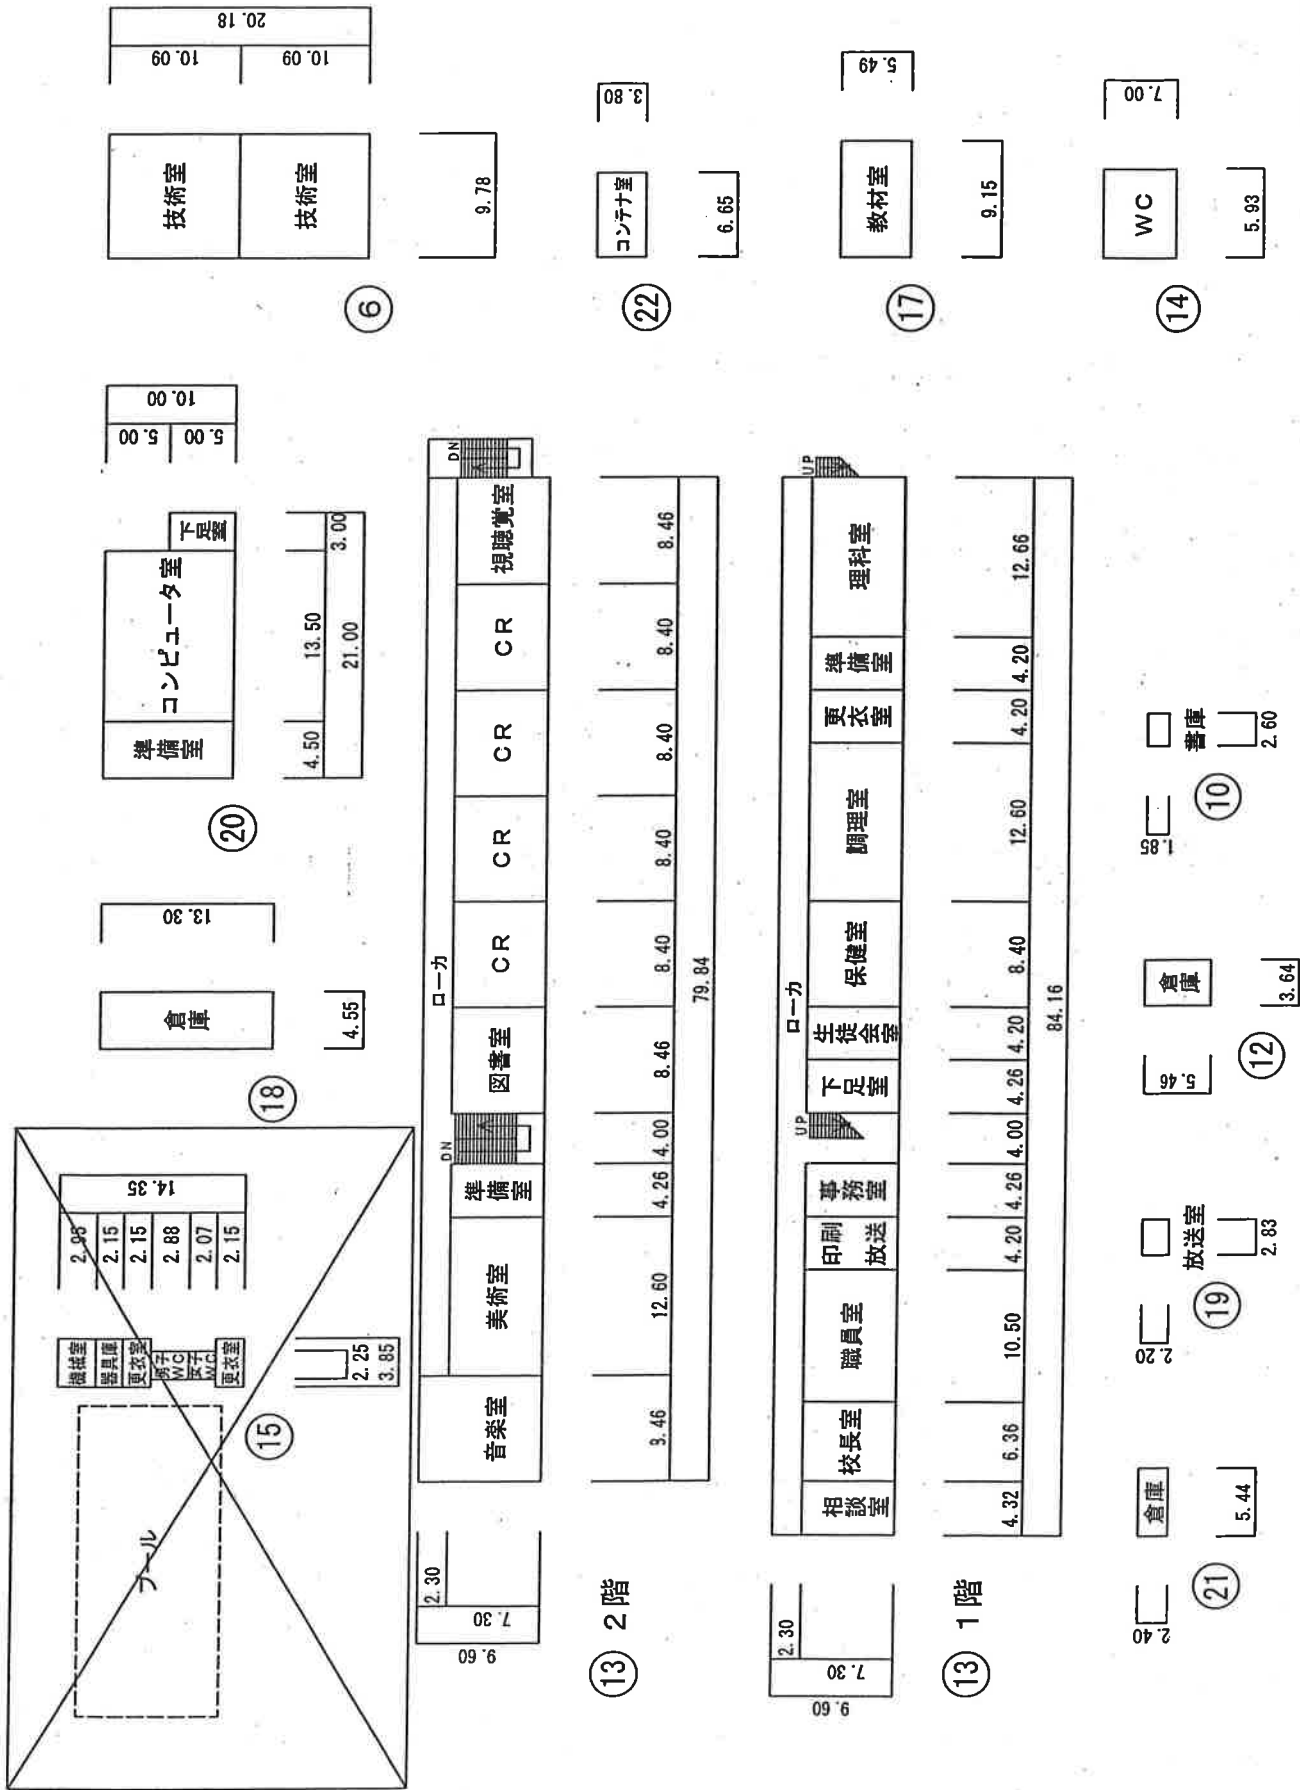 プール
⑮
機械室
器具庫
更衣室
男子
WC
女子
WC
更衣室
2.95
2.15
2.15
2.88
2.07
2.15
14.35
2.25
3.85
⑱
倉庫
13.30
4.55
⑳
準備室
コンピュータ室
下足室
5.00
5.00
10.00
4.50
13.50
3.00
21.00
⑥
技術室
技術室
10.09
10.09
20.18
9.78
⑬ 2階
2.30
7.30
9.60
ローカ
音楽室
美術室
準備室
DN
図書室
CR
CR
CR
CR
視聴覚室
DN
9.46
12.60
4.26
4.00
8.46
8.40
8.40
8.40
8.40
8.46
79.84
㉒
コンテナ室
3.80
6.65
⑬ 1階
2.30
7.30
9.60
ローカ
相談室
校長室
職員室
印刷
放送
事務室
UP
下足室
生徒会室
保健室
調理室
更衣室
準備室
理科室
UP
4.32
6.36
10.50
4.20
4.26
4.00
4.26
4.20
8.40
12.60
4.20
4.20
12.66
84.16
⑰
教材室
5.49
9.15
㉑
2.40
倉庫
5.44
⑲
2.20
放送室
2.83
⑫
5.46
倉庫
3.64
⑩
1.85
書庫
2.60
⑭
WC
7.00
5.93